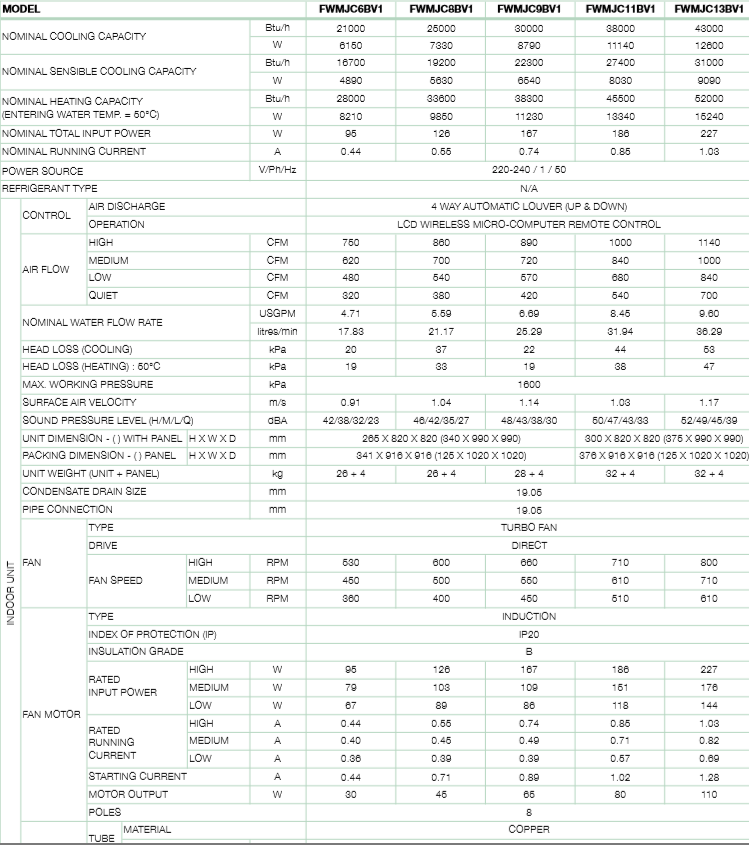 MODEL FWMJC6BV1 FWMJC8BV1 FWMJC9BV1 FWMJC11BV1 FWMJC13BV1
NOMINAL COOLING CAPACITY Btu/h 21000 25000 30000 38000 43000
W 6150 7330 8790 11140 12600
NOMINAL SENSIBLE COOLING CAPACITY Btu/h 16700 19200 22300 27400 31000
W 4890 5630 6540 8030 9090
NOMINAL HEATING CAPACITY Btu/h 28000 33600 38300 45500 52000
(ENTERING WATER TEMP. = 50°C) W 8210 9850 11230 13340 15240
NOMINAL TOTAL INPUT POWER W 95 126 167 186 227
NOMINAL RUNNING CURRENT A 0.44 0.55 0.74 0.85 1.03
POWER SOURCE V/Ph/Hz 220-240 / 1 / 50
REFRIGERANT TYPE N/A
INDOOR UNIT
CONTROL AIR DISCHARGE 4 WAY AUTOMATIC LOUVER (UP & DOWN)
OPERATION LCD WIRELESS MICRO-COMPUTER REMOTE CONTROL
AIR FLOW HIGH CFM 750 860 890 1000 1140
MEDIUM CFM 620 700 720 840 1000
LOW CFM 480 540 570 680 840
QUIET CFM 320 380 420 540 700
NOMINAL WATER FLOW RATE USGPM 4.71 5.59 6.69 8.45 9.60
litres/min 17.83 21.17 25.29 31.94 36.29
HEAD LOSS (COOLING) kPa 20 37 22 44 53
HEAD LOSS (HEATING) : 50°C kPa 19 33 19 38 47
MAX. WORKING PRESSURE kPa 1600
SURFACE AIR VELOCITY m/s 0.91 1.04 1.14 1.03 1.17
SOUND PRESSURE LEVEL (H/M/L/Q) dBA 42/38/32/23 46/42/35/27 48/43/38/30 50/47/43/33 52/49/45/39
UNIT DIMENSION - ( ) WITH PANEL H X W X D mm 265 X 820 X 820 (340 X 990 X 990) 300 X 820 X 820 (375 X 990 X 990)
PACKING DIMENSION - ( ) PANEL H X W X D mm 341 X 916 X 916 (125 X 1020 X 1020) 376 X 916 X 916 (125 X 1020 X 1020)
UNIT WEIGHT (UNIT + PANEL) kg 26 + 4 26 + 4 28 + 4 32 + 4 32 + 4
CONDENSATE DRAIN SIZE mm 19.05
PIPE CONNECTION mm 19.05
FAN TYPE TURBO FAN
DRIVE DIRECT
FAN SPEED HIGH RPM 530 600 660 710 800
MEDIUM RPM 450 500 550 610 710
LOW RPM 360 400 450 510 610
FAN MOTOR TYPE INDUCTION
INDEX OF PROTECTION (IP) IP20
INSULATION GRADE B
RATED INPUT POWER HIGH W 95 126 167 186 227
MEDIUM W 79 103 109 151 176
LOW W 67 89 86 118 144
RATED RUNNING CURRENT HIGH A 0.44 0.55 0.74 0.85 1.03
MEDIUM A 0.40 0.45 0.49 0.71 0.82
LOW A 0.36 0.39 0.39 0.57 0.69
STARTING CURRENT A 0.44 0.71 0.89 1.02 1.28
MOTOR OUTPUT W 30 45 65 80 110
POLES 8
TUBE MATERIAL COPPER